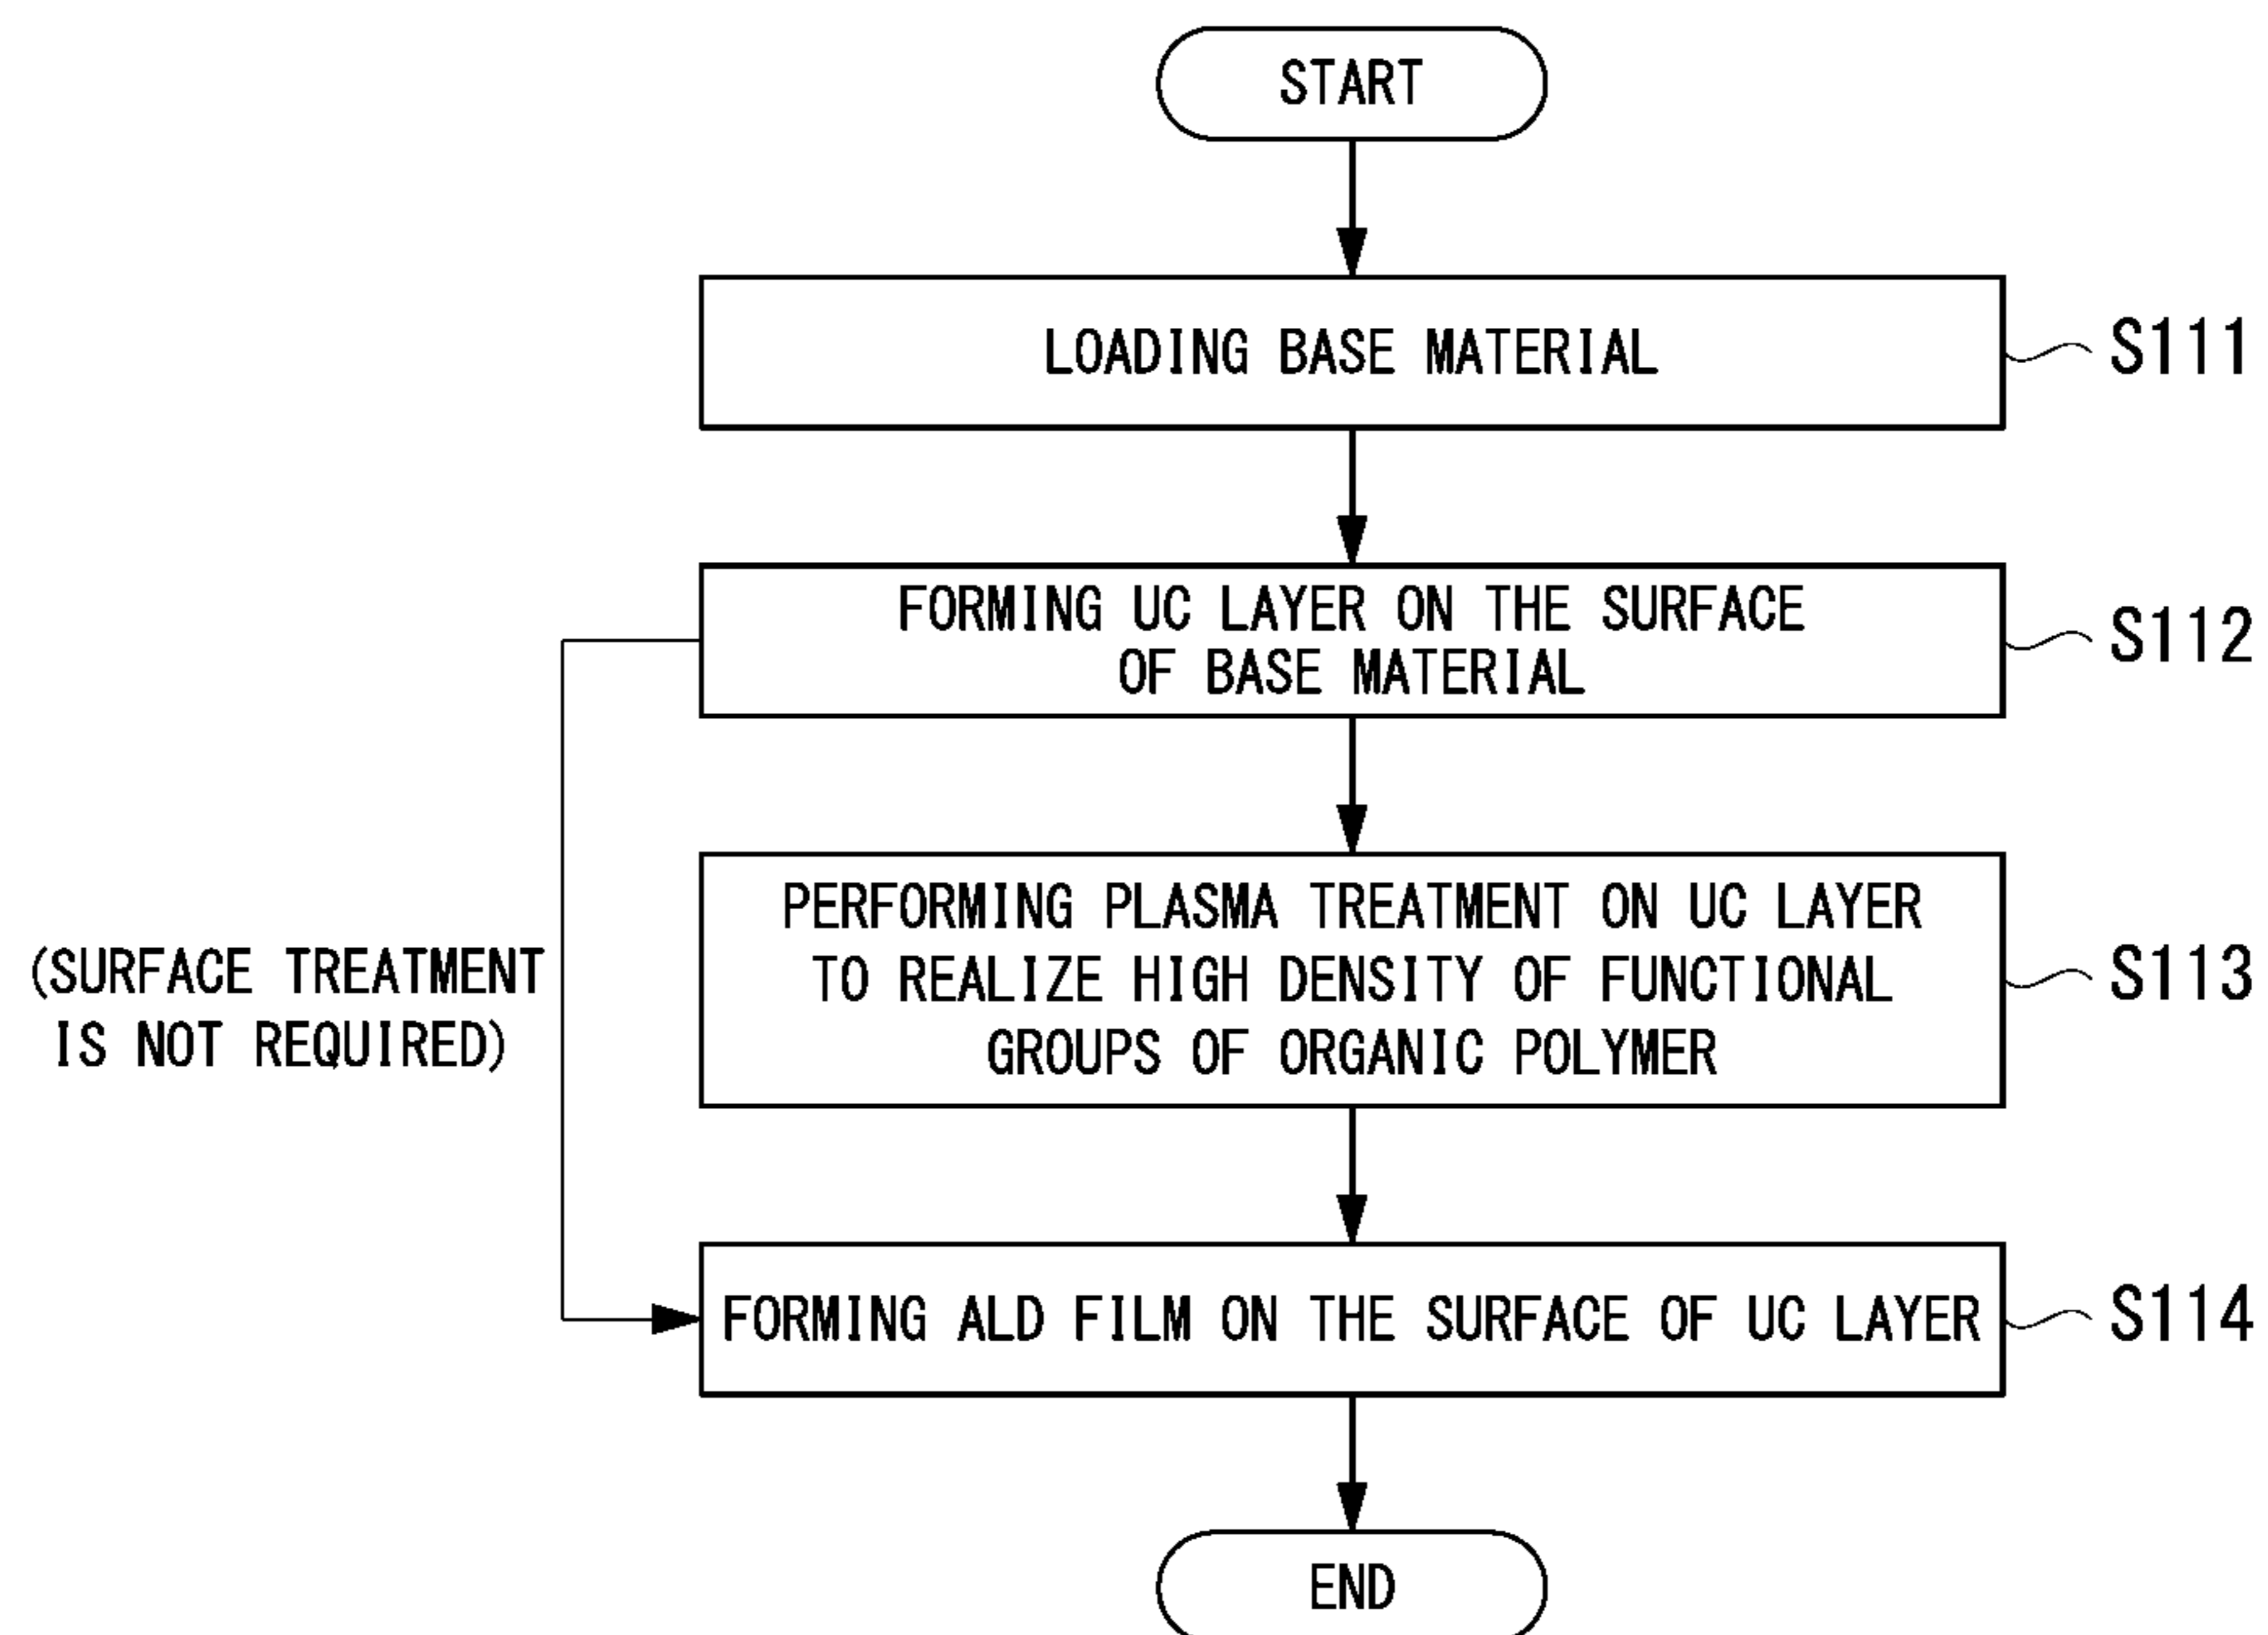 START
LOADING BASE MATERIAL
S111
FORMING UC LAYER ON THE SURFACE
OF BASE MATERIAL
S112
PERFORMING PLASMA TREATMENT ON UC LAYER
TO REALIZE HIGH DENSITY OF FUNCTIONAL
GROUPS OF ORGANIC POLYMER
S113
(SURFACE TREATMENT
IS NOT REQUIRED)
FORMING ALD FILM ON THE SURFACE OF UC LAYER
S114
END